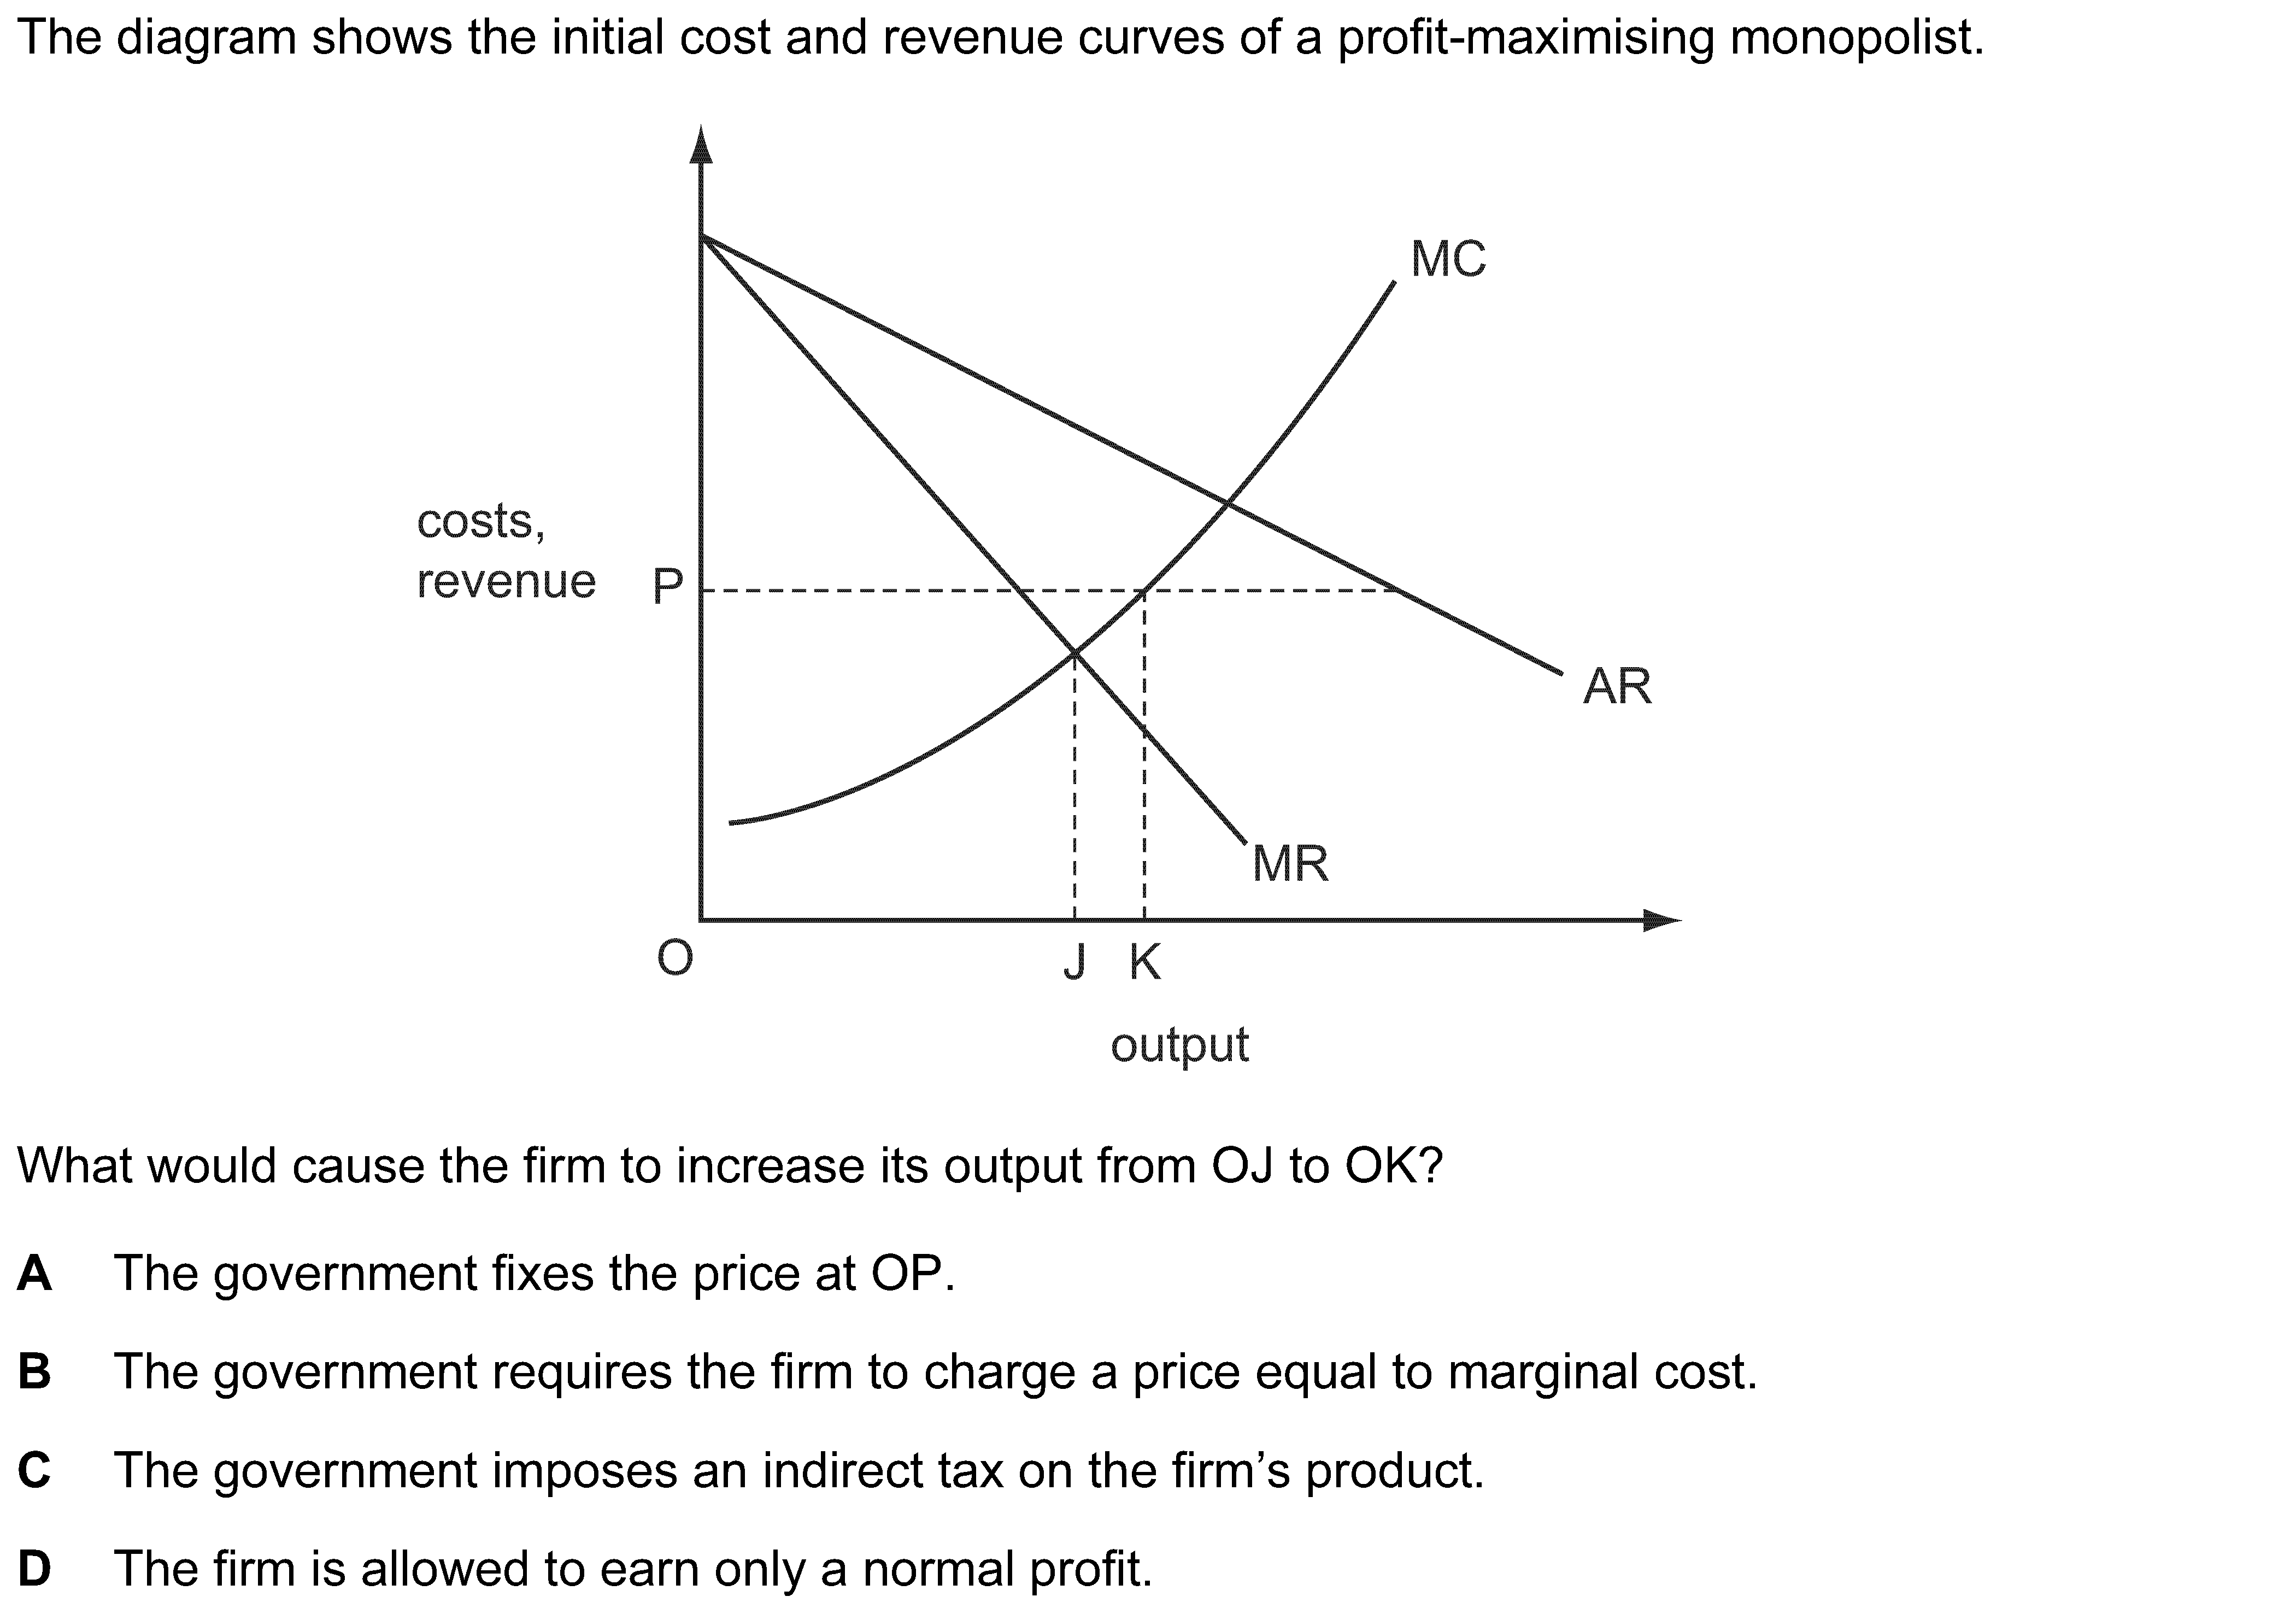 The diagram shows the initial cost and revenue curves of a profit-maximising monopolist.
MC
costs,
revenue
P
AR
MR
O
J
K
output
What would cause the firm to increase its output from OJ to OK?
A The government fixes the price at OP.
B The government requires the firm to charge a price equal to marginal cost.
C The government imposes an indirect tax on the firm’s product.
D The firm is allowed to earn only a normal profit.